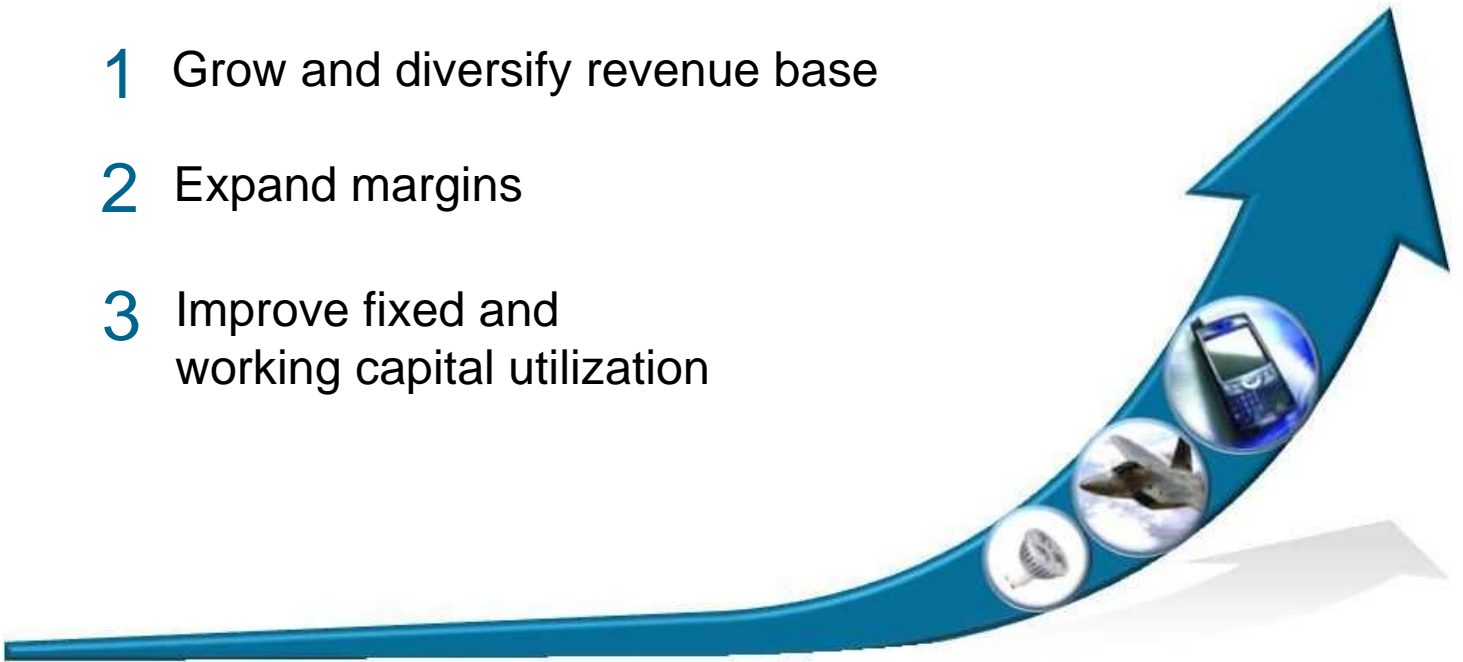 1 Grow and diversify revenue base
2 Expand margins
3 Improve fixed and
working capital utilization